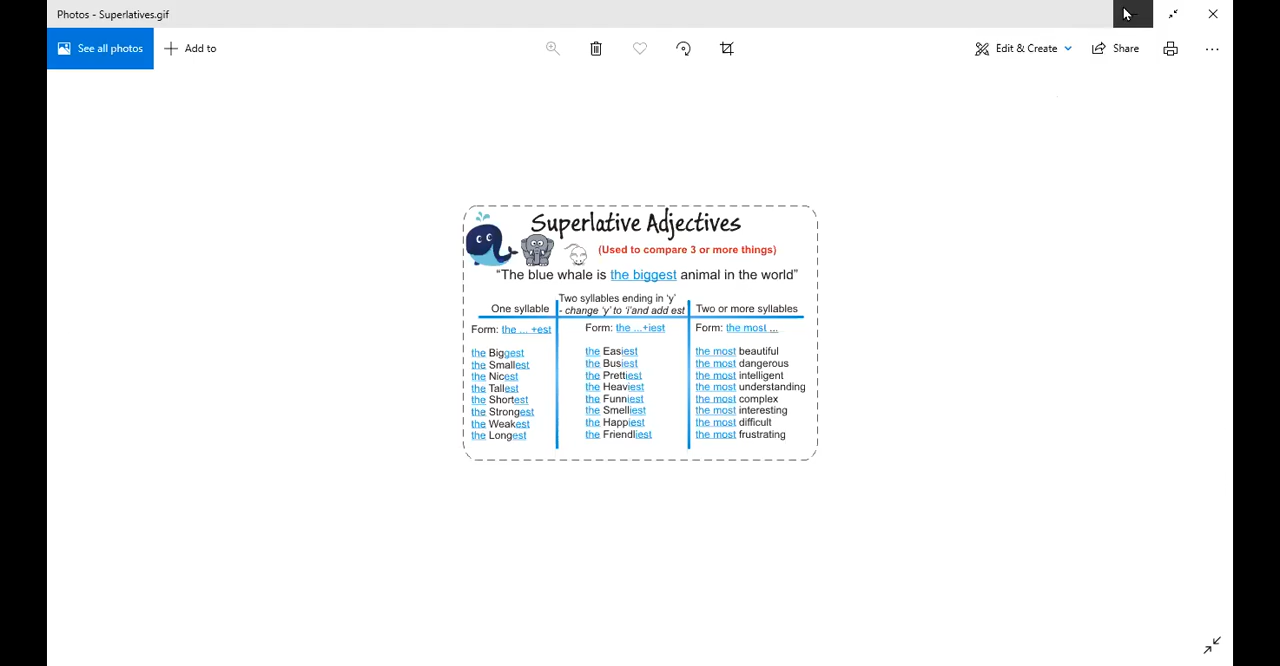 Photos - Superlatives.gif
See all photos
Add to
Edit & Create
Share
Superlative Adjectives
(Used to compare 3 or more things)
“The blue whale is the biggest animal in the world”
One syllable
Form: the ... +est
the Biggest
the Smallest
the Nicest
the Tallest
the Shortest
the Strongest
the Weakest
the Longest
Two syllables ending in ‘y’
- change ‘y’ to ‘i’and add est
Form: the ...+iest
the Easiest
the Busiest
the Prettiest
the Heaviest
the Funniest
the Smelliest
the Happiest
the Friendliest
Two or more syllables
Form: the most ...
the most beautiful
the most dangerous
the most intelligent
the most understanding
the most complex
the most interesting
the most difficult
the most frustrating